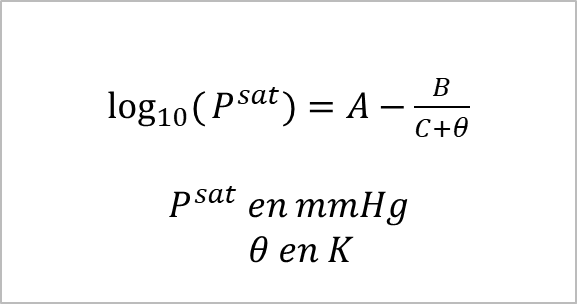 log₁₀( P^sat ) = A − B/(C+θ)
P^sat en mmHg
θ en K